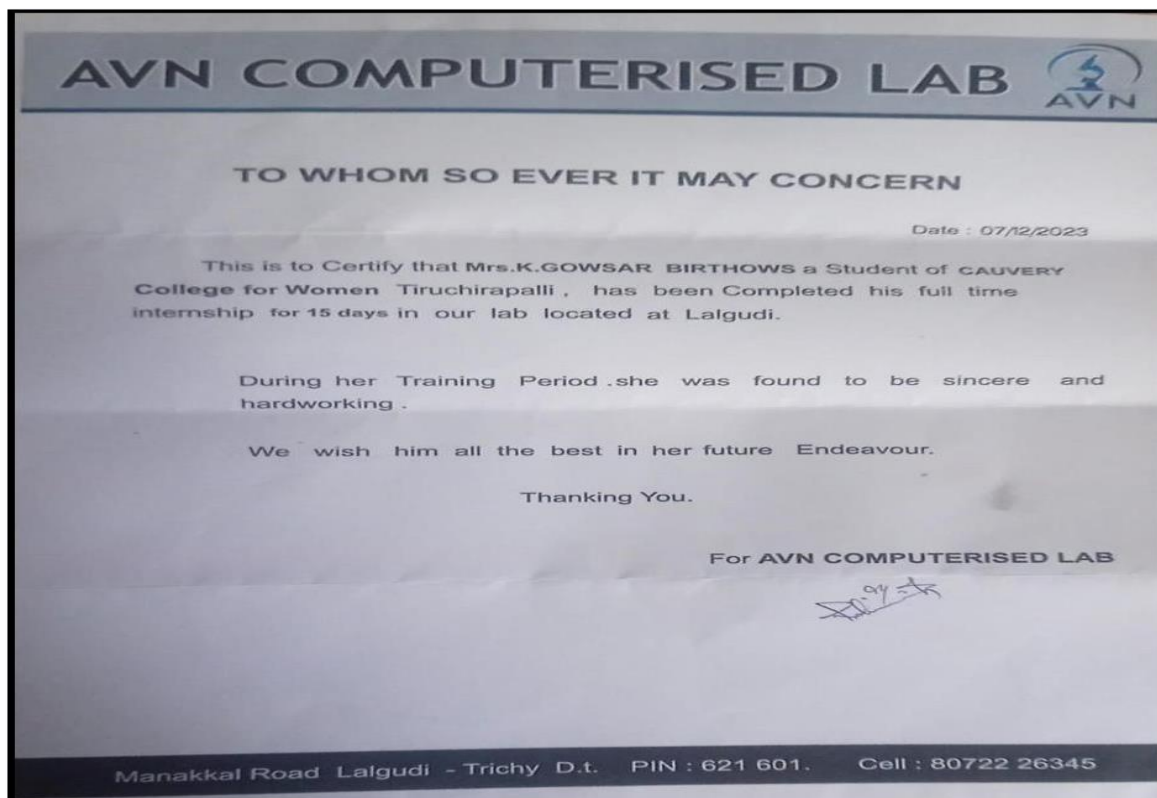 AVN COMPUTERISED LAB
AVN
TO WHOM SO EVER IT MAY CONCERN
Date : 07/12/2023
This is to Certify that Mrs.K.GOWSAR BIRTHOWS a Student of CAUVERY
College for Women Tiruchirapalli , has been Completed his full time
internship for 15 days in our lab located at Lalgudi.
During her Training Period .she was found to be sincere and
hardworking .
We wish him all the best in her future Endeavour.
Thanking You.
For AVN COMPUTERISED LAB
Manakkal Road Lalgudi - Trichy D.t. PIN : 621 601. Cell : 80722 26345